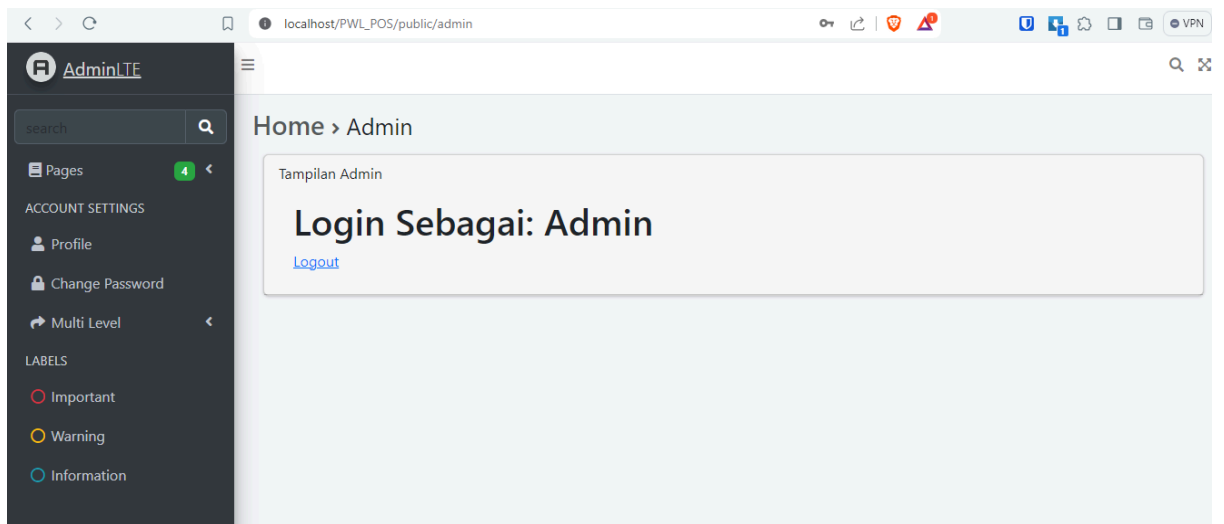 localhost/PWL_POS/public/admin
1
VPN
AdminLTE
search
Home › Admin
Pages 4
Tampilan Admin
ACCOUNT SETTINGS
Login Sebagai: Admin
Profile
Logout
Change Password
Multi Level
LABELS
Important
Warning
Information